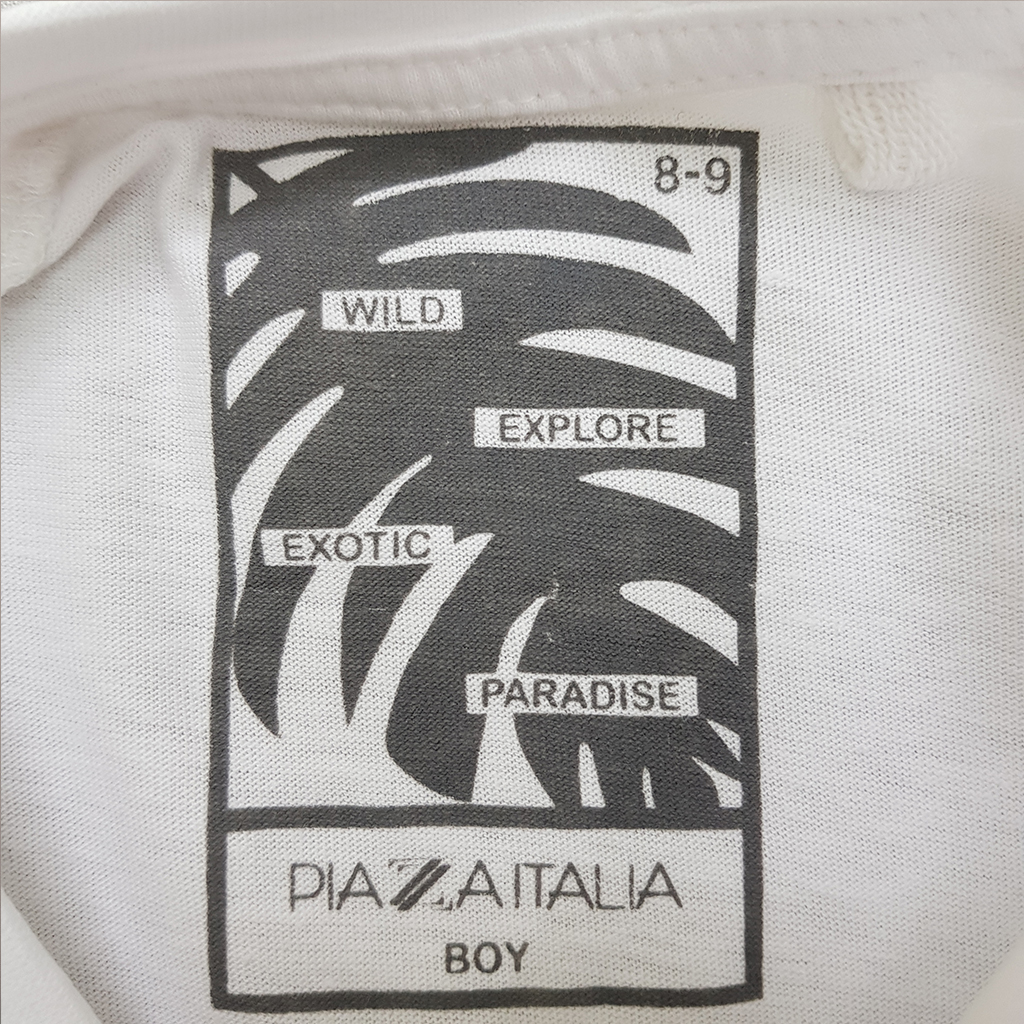 8-9
WILD
EXPLORE
EXOTIC
PARADISE
PIAZZA ITALIA
BOY